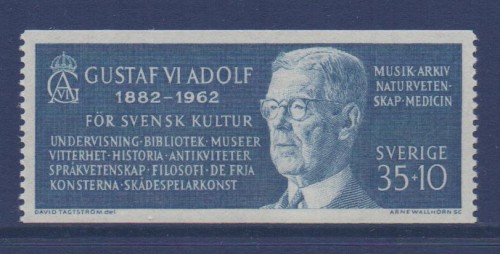 GUSTAF VI ADOLF
1882-1962
FÖR SVENSK KULTUR
UNDERVISNING·BIBLIOTEK·MUSEER
VITTERHET·HISTORIA·ANTIKVITETER
SPRÅKVETENSKAP·FILOSOFI·DE FRIA
KONSTERNA·SKÅDESPELARKONST
MUSIK·ARKIV
NATURVETEN-
SKAP·MEDICIN
SVERIGE
35+10
DAVID TÄGTSTRÖM del.
ARNE WALLHORN SC.